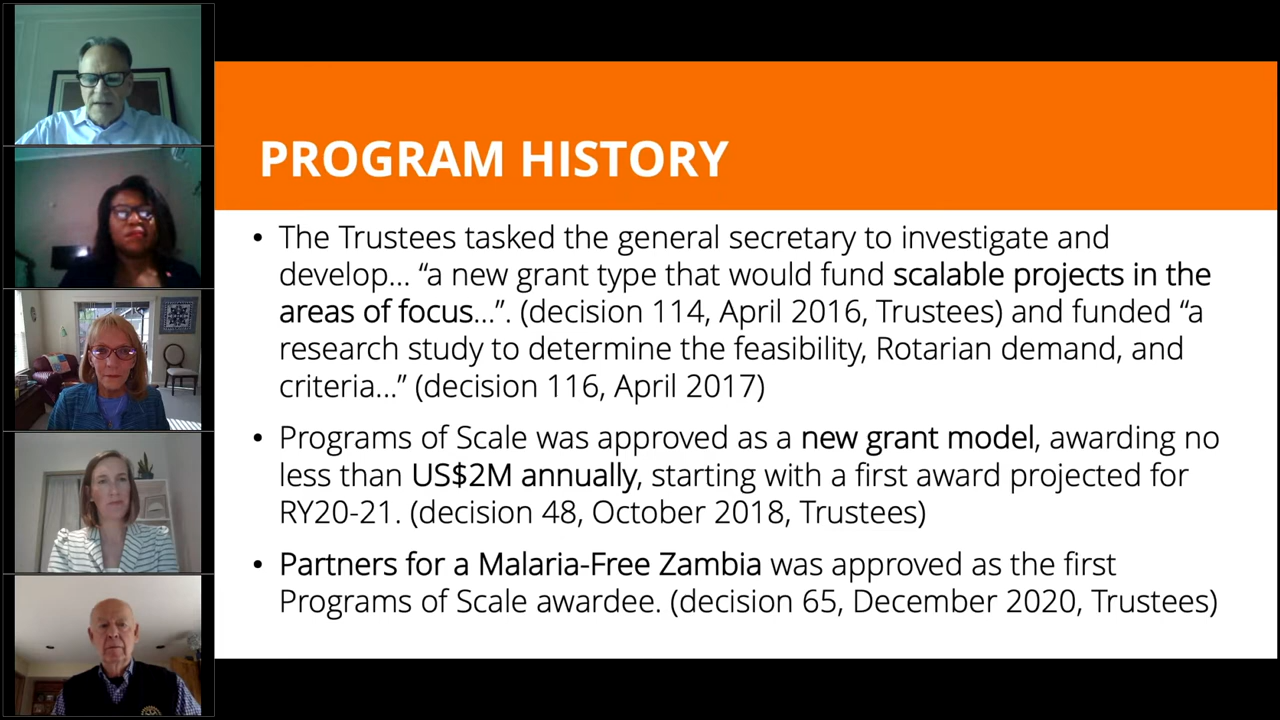 PROGRAM HISTORY
• The Trustees tasked the general secretary to investigate and
develop... “a new grant type that would fund scalable projects in the
areas of focus...”. (decision 114, April 2016, Trustees) and funded “a
research study to determine the feasibility, Rotarian demand, and
criteria...” (decision 116, April 2017)
• Programs of Scale was approved as a new grant model, awarding no
less than US$2M annually, starting with a first award projected for
RY20-21. (decision 48, October 2018, Trustees)
• Partners for a Malaria-Free Zambia was approved as the first
Programs of Scale awardee. (decision 65, December 2020, Trustees)